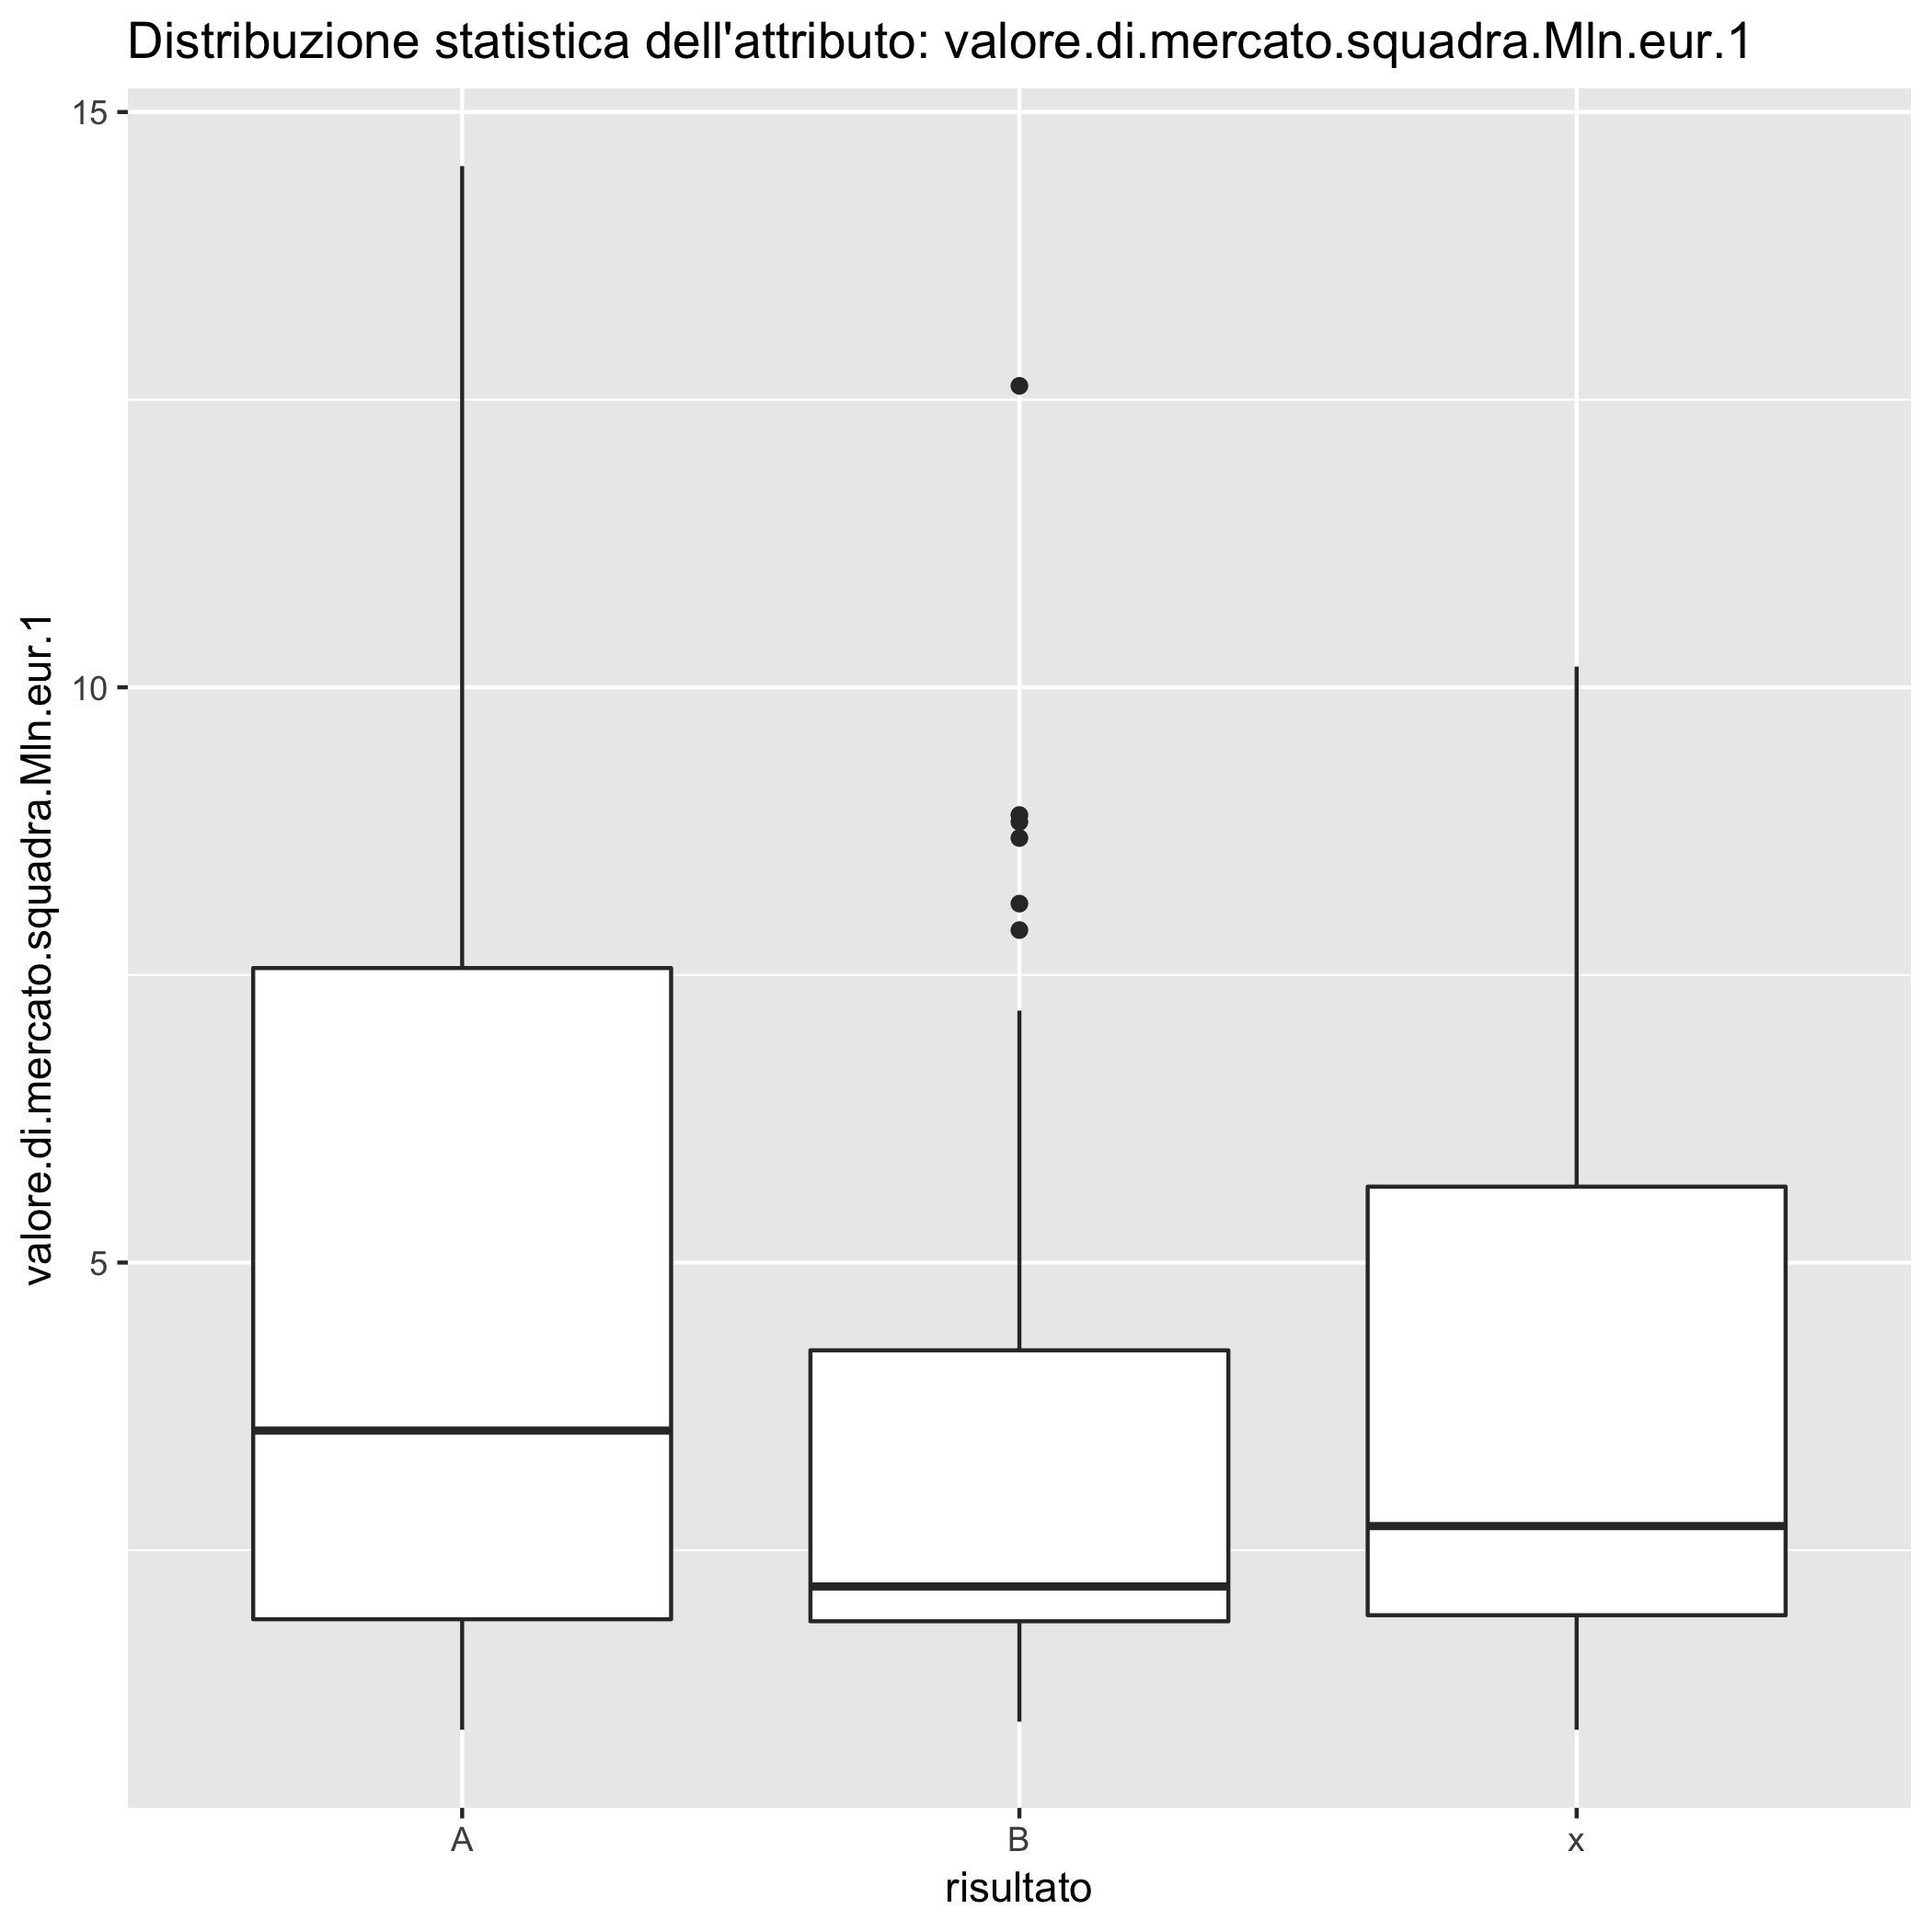 Distribuzione statistica dell'attributo: valore.di.mercato.squadra.Mln.eur.1
valore.di.mercato.squadra.Mln.eur.1
15
10
5
A
B
x
risultato